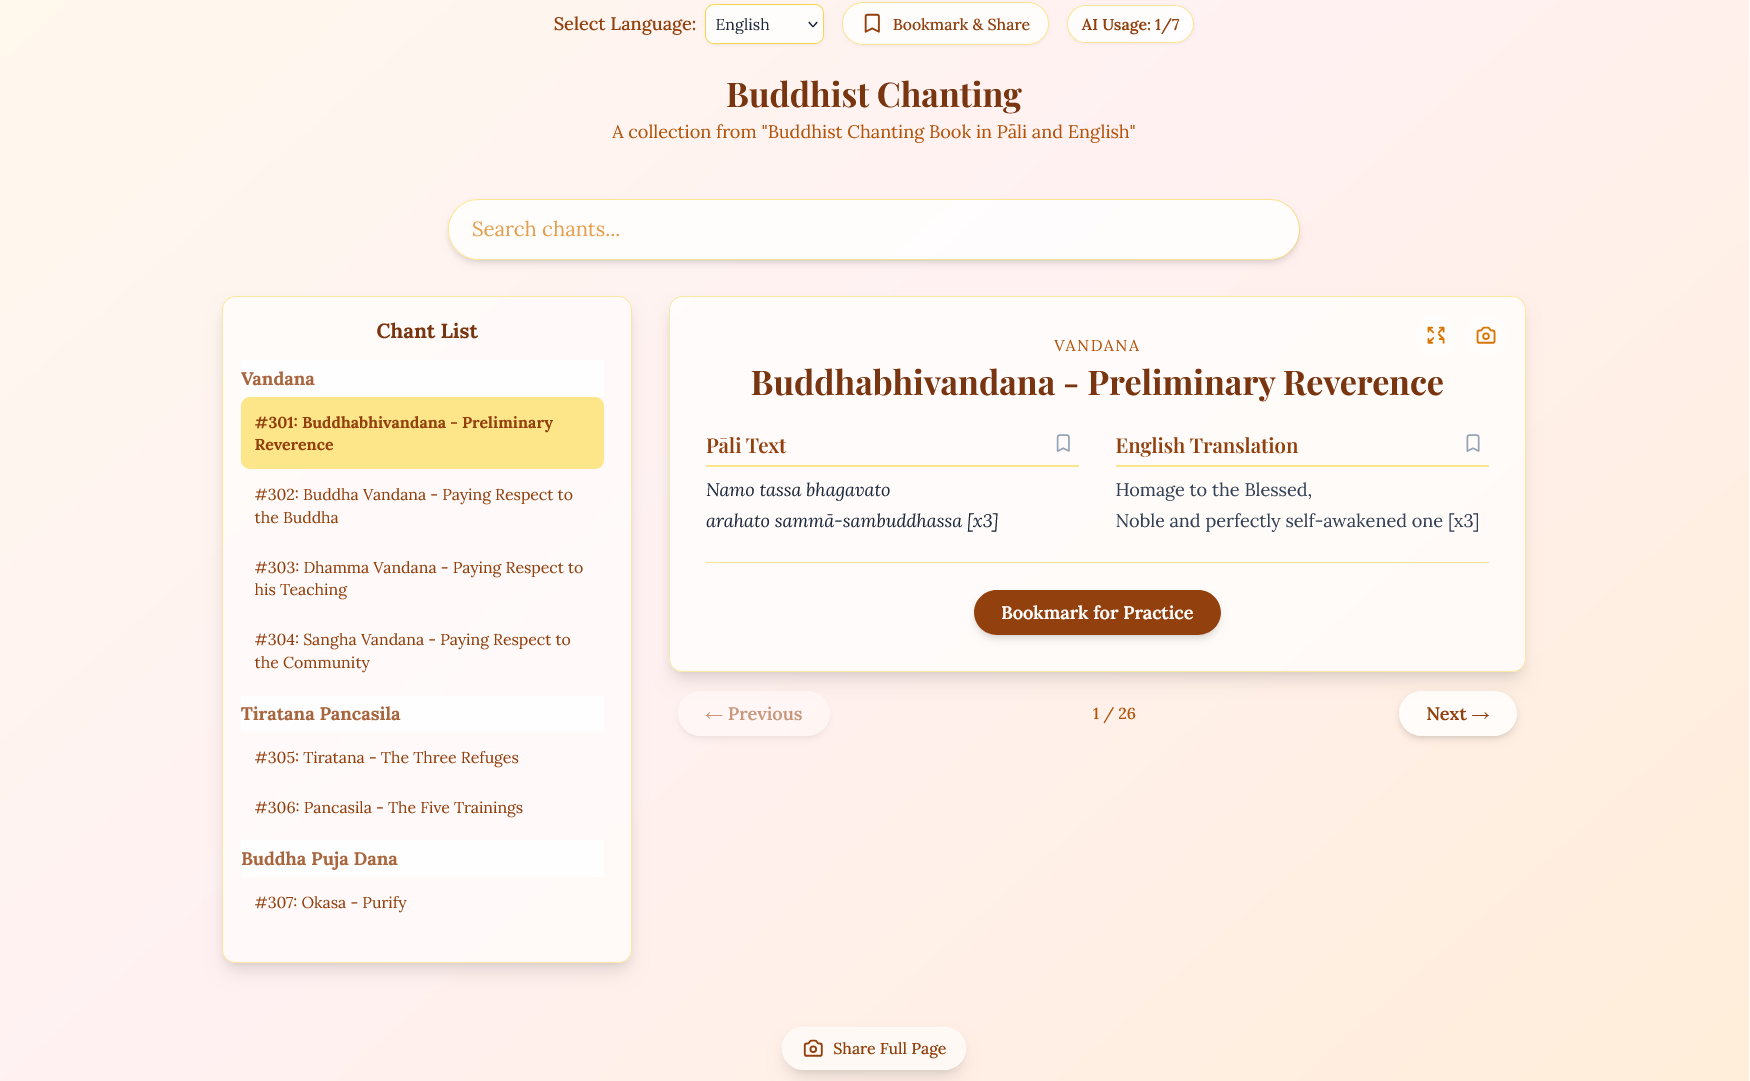 Select Language: English Bookmark & Share AI Usage: 1/7
Buddhist Chanting
A collection from "Buddhist Chanting Book in Pāli and English"
Search chants...
Chant List
Vandana
#301: Buddhabhivandana - Preliminary
Reverence
#302: Buddha Vandana - Paying Respect to
the Buddha
#303: Dhamma Vandana - Paying Respect to
his Teaching
#304: Sangha Vandana - Paying Respect to
the Community
Tiratana Pancasila
#305: Tiratana - The Three Refuges
#306: Pancasila - The Five Trainings
Buddha Puja Dana
#307: Okasa - Purify
VANDANA
Buddhabhivandana - Preliminary Reverence
Pāli Text
Namo tassa bhagavato
arahato sammā-sambuddhassa [x3]
English Translation
Homage to the Blessed,
Noble and perfectly self-awakened one [x3]
Bookmark for Practice
← Previous 1 / 26 Next →
Share Full Page